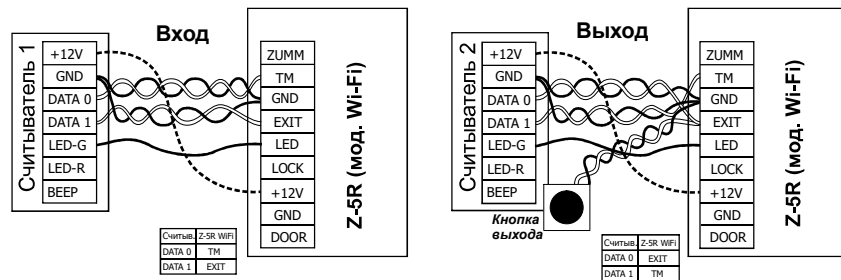 Вход
Считыватель 1
+12V
GND
DATA 0
DATA 1
LED-G
LED-R
BEEP
ZUMM
TM
GND
EXIT
LED
LOCK
+12V
GND
DOOR
Z-5R (мод. Wi-Fi)
Считыв. Z-5R WiFi
DATA 0 TM
DATA 1 EXIT
Выход
Считыватель 2
+12V
GND
DATA 0
DATA 1
LED-G
LED-R
BEEP
Кнопка
выхода
ZUMM
TM
GND
EXIT
LED
LOCK
+12V
GND
DOOR
Z-5R (мод. Wi-Fi)
Считыв. Z-5R WiFi
DATA 0 EXIT
DATA 1 TM